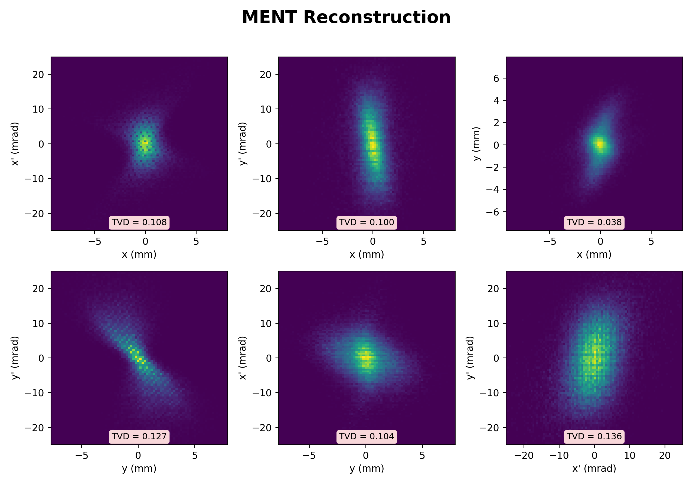 MENT Reconstruction
20
10
0
−10
−20
x' (mrad)
TVD = 0.108
−5
0
5
x (mm)
20
10
0
−10
−20
y' (mrad)
TVD = 0.100
−5
0
5
x (mm)
6
4
2
0
−2
−4
−6
y (mm)
TVD = 0.038
−5
0
5
x (mm)
20
10
0
−10
−20
y' (mrad)
TVD = 0.127
−5
0
5
y (mm)
20
10
0
−10
−20
x' (mrad)
TVD = 0.104
−5
0
5
y (mm)
20
10
0
−10
−20
y' (mrad)
TVD = 0.136
−20
−10
0
10
20
x' (mrad)